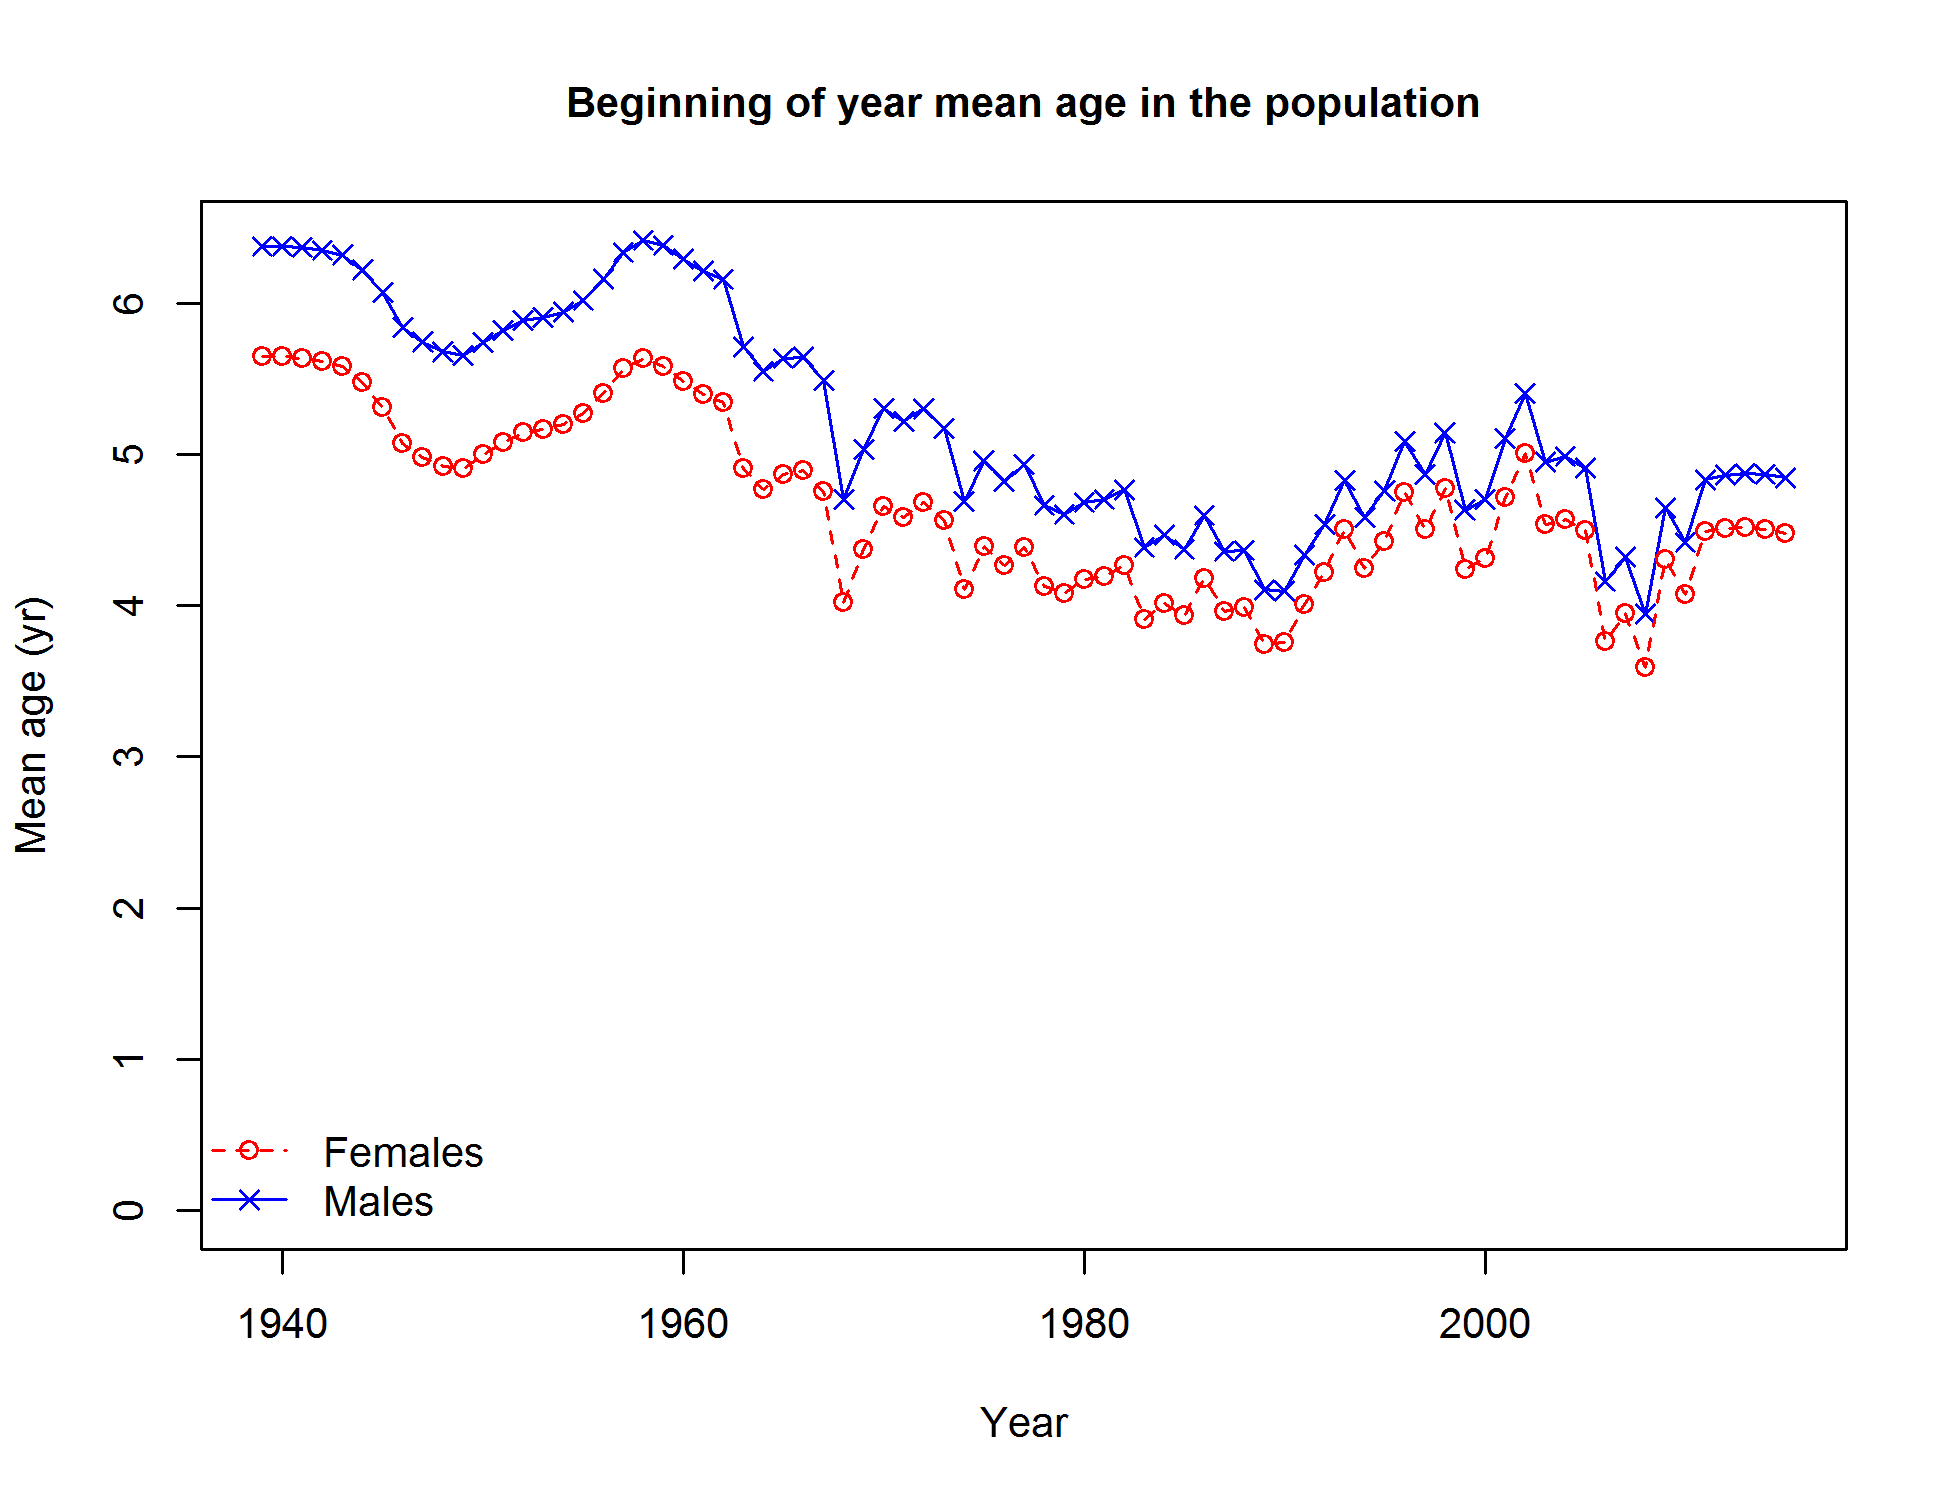 Beginning of year mean age in the population
Mean age (yr)
6
5
4
3
2
1
0
Females
Males
1940
1960
1980
2000
Year